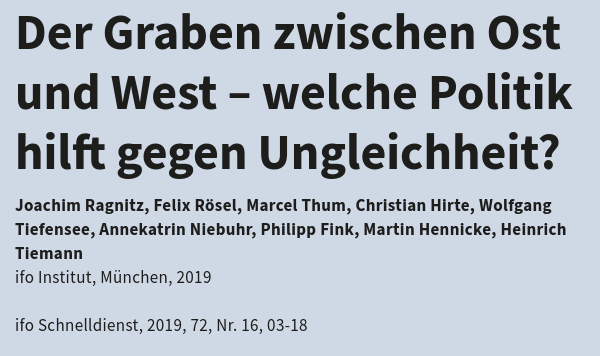 Der Graben zwischen Ost
und West – welche Politik
hilft gegen Ungleichheit?
Joachim Ragnitz, Felix Rösel, Marcel Thum, Christian Hirte, Wolfgang
Tiefensee, Annekatrin Niebuhr, Philipp Fink, Martin Hennicke, Heinrich
Tiemann
ifo Institut, München, 2019
ifo Schnelldienst, 2019, 72, Nr. 16, 03-18